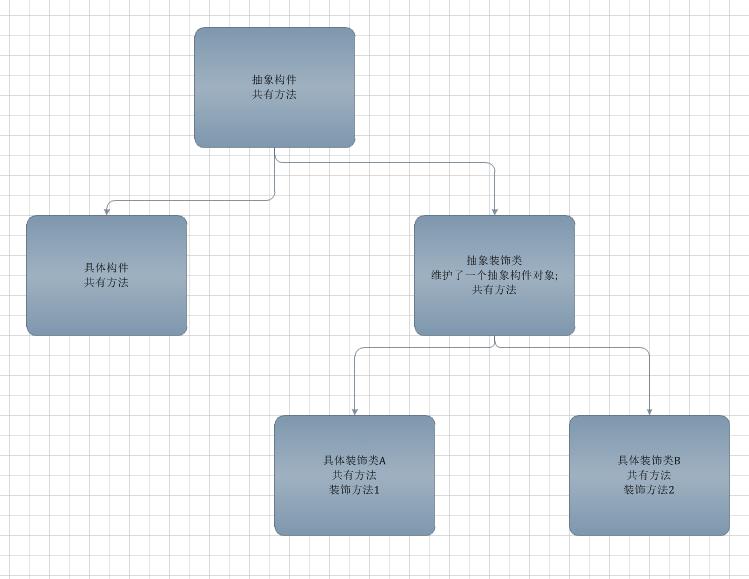 抽象构件
共有方法
具体构件
共有方法
抽象装饰类
维护了一个抽象构件对象;
共有方法
具体装饰类A
共有方法
装饰方法1
具体装饰类B
共有方法
装饰方法2